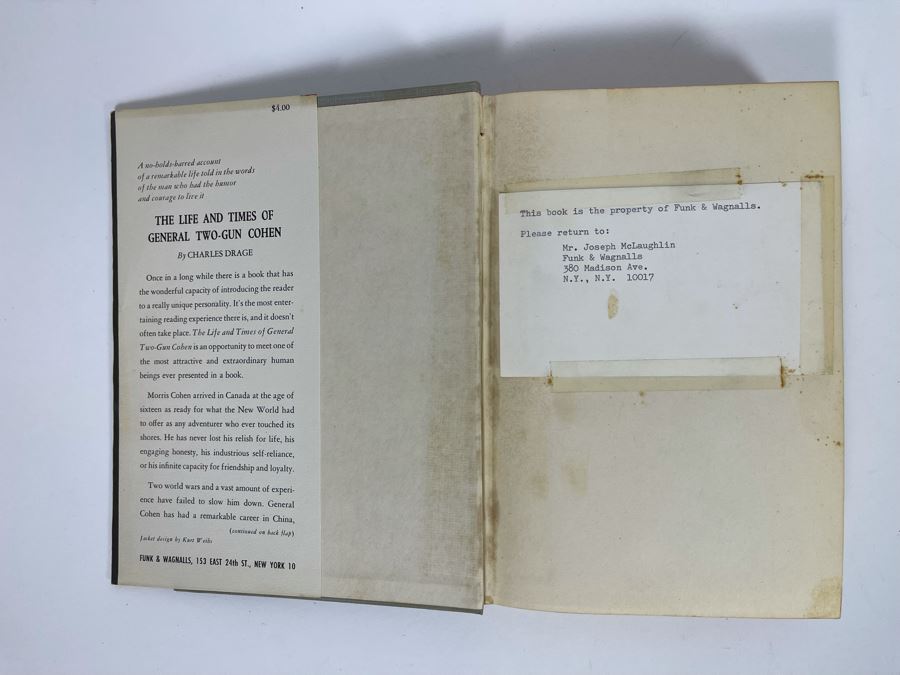 $4.00
A no-holds-barred account
of a remarkable life told in the words
of the man who had the humor
and courage to live it
THE LIFE AND TIMES OF
GENERAL TWO-GUN COHEN
By CHARLES DRAGE
Once in a long while there is a book that has
the wonderful capacity of introducing the reader
to a really unique personality. It's the most enter-
taining reading experience there is, and it doesn't
often take place. The Life and Times of General
Two-Gun Cohen is an opportunity to meet one of
the most attractive and extraordinary human
beings ever presented in a book.
Morris Cohen arrived in Canada at the age of
sixteen as ready for what the New World had
to offer as any adventurer who ever touched its
shores. He has never lost his relish for life, his
engaging honesty, his industrious self-reliance,
or his infinite capacity for friendship and loyalty.
Two world wars and a vast amount of experi-
ence have failed to slow him down. General
Cohen has had a remarkable career in China,
(continued on back flap)
Jacket design by Kurt Weihs
FUNK & WAGNALLS, 153 EAST 24th ST., NEW YORK 10
This book is the property of Funk & Wagnalls.
Please return to:
Mr. Joseph McLaughlin
Funk & Wagnalls
380 Madison Ave.
N.Y., N.Y. 10017